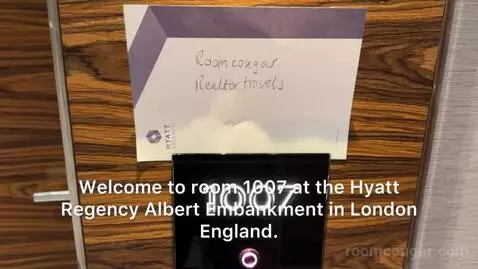 Roomcougar
Realtor.travels
HYATT
1007
Welcome to room 1007 at the Hyatt
Regency Albert Embankment in London
England.
roomcougar.com